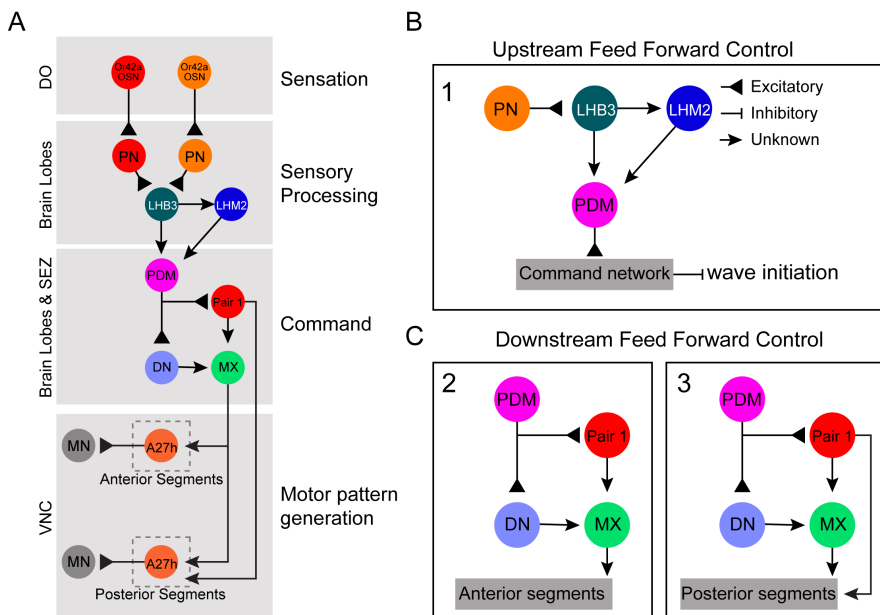 A
DO
Or42a
OSN
Or42a
OSN
Sensation
Brain Lobes
PN
PN
LHB3
LHM2
Sensory
Processing
Brain Lobes & SEZ
PDM
Pair 1
DN
MX
Command
VNC
MN
A27h
Anterior Segments
MN
A27h
Posterior Segments
Motor pattern
generation
B
Upstream Feed Forward Control
1
PN
LHB3
LHM2
Excitatory
Inhibitory
Unknown
PDM
Command network
wave initiation
C
Downstream Feed Forward Control
2
PDM
Pair 1
DN
MX
Anterior segments
3
PDM
Pair 1
DN
MX
Posterior segments